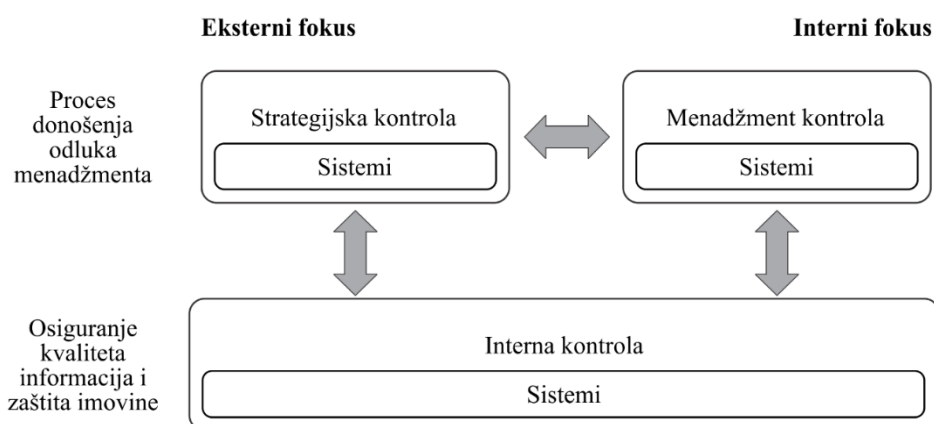 Eksterni fokus
Interni fokus
Proces
donošenja
odluka
menadžmenta
Strategijska kontrola
Sistemi
Menadžment kontrola
Sistemi
Osiguranje
kvaliteta
informacija i
zaštita imovine
Interna kontrola
Sistemi